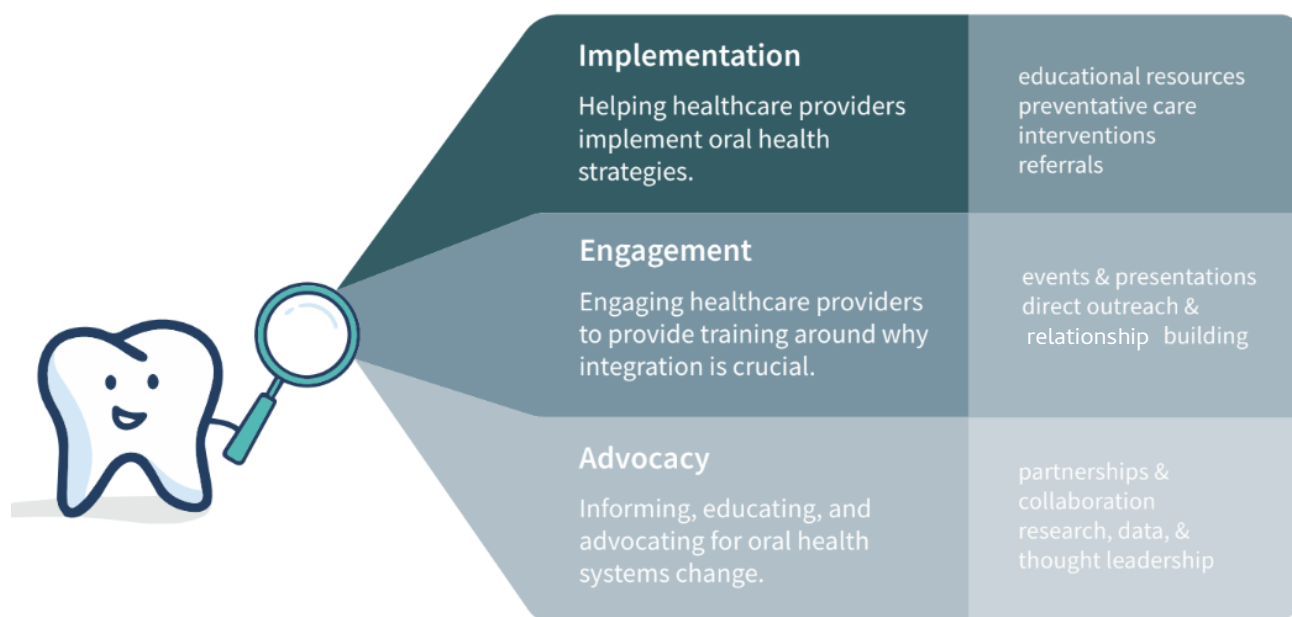 Implementation
Helping healthcare providers
implement oral health
strategies.
educational resources
preventative care
interventions
referrals
Engagement
Engaging healthcare providers
to provide training around why
integration is crucial.
events & presentations
direct outreach &
relationship building
Advocacy
Informing, educating, and
advocating for oral health
systems change.
partnerships &
collaboration
research, data, &
thought leadership